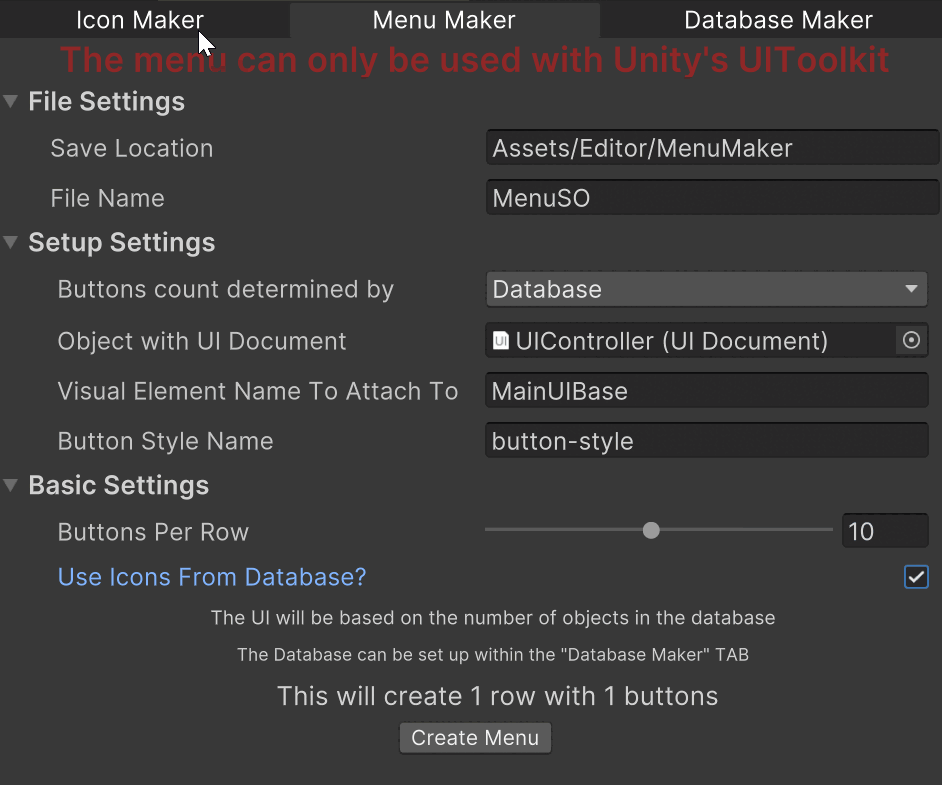 Icon Maker Menu Maker Database Maker
The menu can only be used with Unity's UIToolkit
File Settings
Save Location Assets/Editor/MenuMaker
File Name MenuSO
Setup Settings
Buttons count determined by Database
Object with UI Document UIController (UI Document)
Visual Element Name To Attach To MainUIBase
Button Style Name button-style
Basic Settings
Buttons Per Row 10
Use Icons From Database?
The UI will be based on the number of objects in the database
The Database can be set up within the "Database Maker" TAB
This will create 1 row with 1 buttons
Create Menu